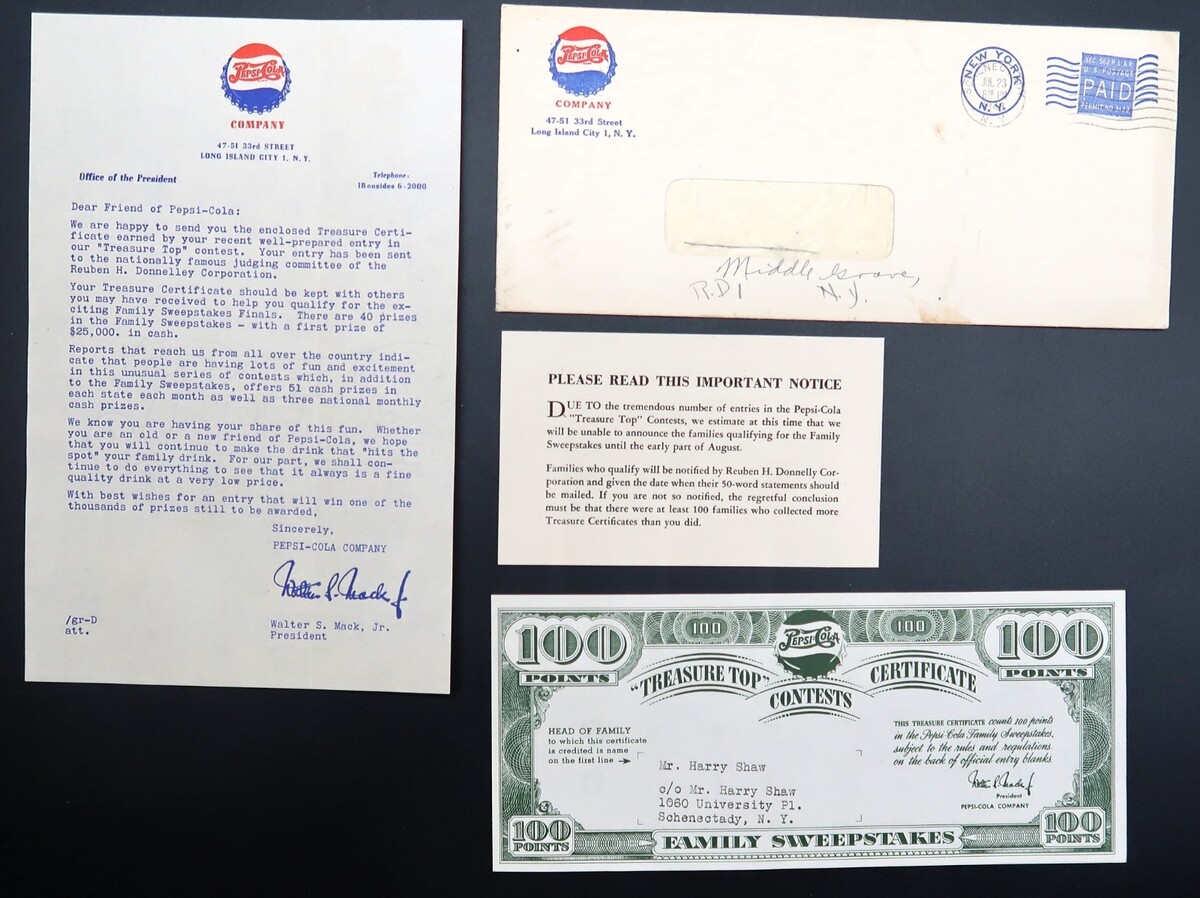 PEPSI-COLA
COMPANY
47-51 33rd STREET
LONG ISLAND CITY 1, N. Y.
Office of the President
Telephone:
IRonsides 6-2000
Dear Friend of Pepsi-Cola:
We are happy to send you the enclosed Treasure Certi-
ficate earned by your recent well-prepared entry in
our "Treasure Top" contest. Your entry has been sent
to the nationally famous judging committee of the
Reuben H. Donnelley Corporation.
Your Treasure Certificate should be kept with others
you may have received to help you qualify for the ex-
citing Family Sweepstakes Finals. There are 40 prizes
in the Family Sweepstakes — with a first prize of
$25,000. in cash.
Reports that reach us from all over the country indi-
cate that people are having lots of fun and excitement
in this unusual series of contests which, in addition
to the Family Sweepstakes, offers 51 cash prizes in
each state each month as well as three national monthly
cash prizes.
We know you are having your share of this fun. Whether
you are an old or a new friend of Pepsi-Cola, we hope
that you will continue to make the drink that "hits the
spot" your family drink. For our part, we shall con-
tinue to do everything to see that it always is a fine
quality drink at a very low price.
With best wishes for an entry that will win one of the
thousands of prizes still to be awarded,
Sincerely,
PEPSI-COLA COMPANY
Walter S. Mack Jr
/gr-D
att.
Walter S. Mack, Jr.
President
PEPSI-COLA
COMPANY
47-51 33rd Street
Long Island City 1, N. Y.
NEW YORK
JUL 23
N. Y.
SEC. 562 P. L. & R.
U. S. POSTAGE
PAID
PERMIT NO.
Middle Grove,
R.D 1 N.Y.
PLEASE READ THIS IMPORTANT NOTICE
DUE TO the tremendous number of entries in the Pepsi-Cola
"Treasure Top" Contests, we estimate at this time that we
will be unable to announce the families qualifying for the Family
Sweepstakes until the early part of August.
Families who qualify will be notified by Reuben H. Donnelly Cor-
poration and given the date when their 50-word statements should
be mailed. If you are not so notified, the regretful conclusion
must be that there were at least 100 families who collected more
Treasure Certificates than you did.
100 POINTS
100
PEPSI-COLA
100
100 POINTS
"TREASURE TOP" CONTESTS CERTIFICATE
HEAD OF FAMILY
to which this certificate
is credited is name
on the first line
Mr. Harry Shaw
c/o Mr. Harry Shaw
1060 University Pl.
Schenectady, N. Y.
THIS TREASURE CERTIFICATE counts 100 points
in the Pepsi-Cola Family Sweepstakes,
subject to the rules and regulations
on the back of official entry blanks.
Walter S. Mack Jr
President
PEPSI-COLA COMPANY
100 POINTS
FAMILY SWEEPSTAKES
100 POINTS